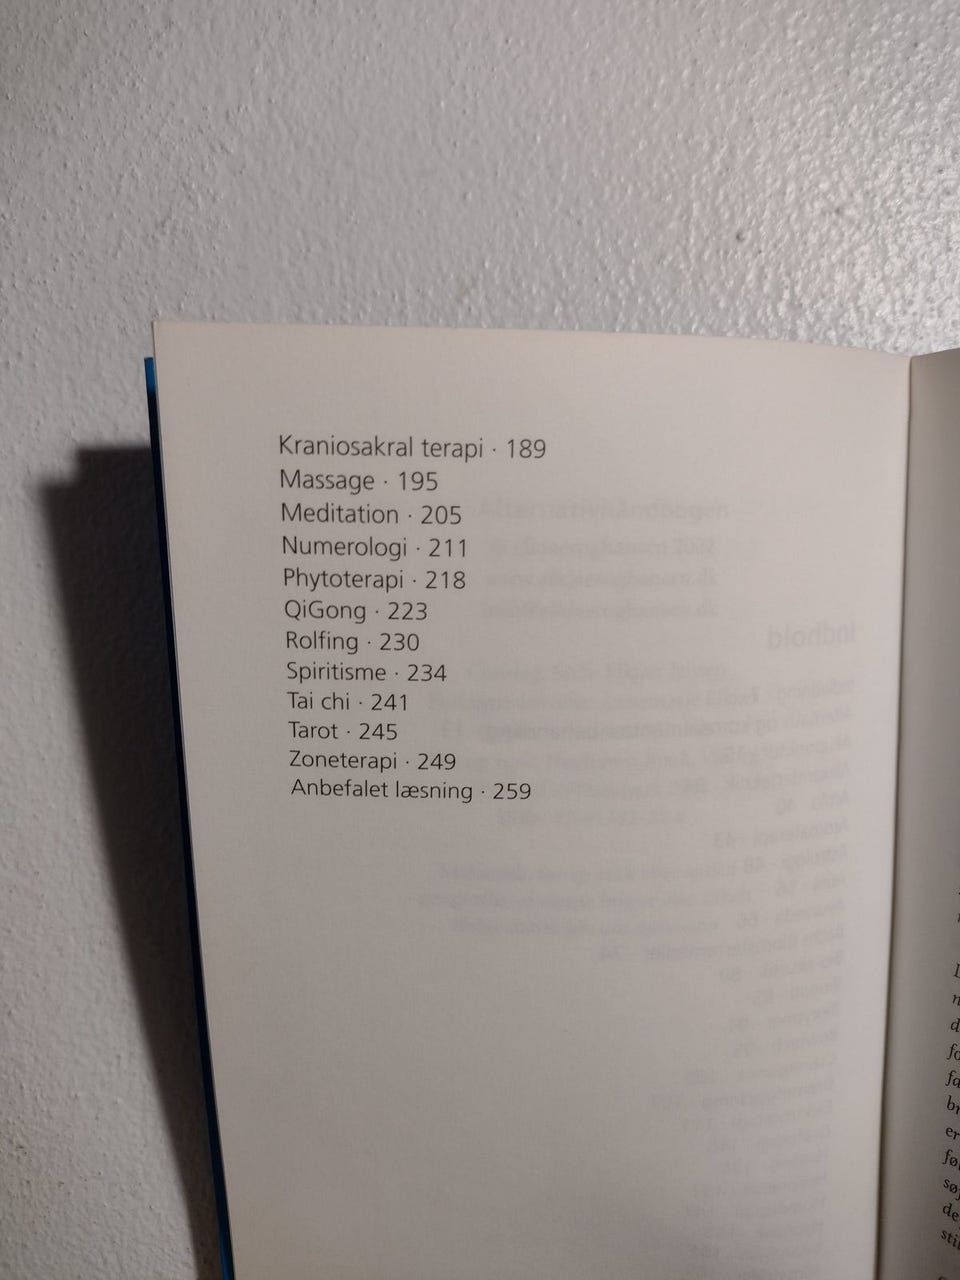 Kraniosakral terapi · 189
Massage · 195
Meditation · 205
Numerologi · 211
Phytoterapi · 218
QiGong · 223
Rolfing · 230
Spiritisme · 234
Tai chi · 241
Tarot · 245
Zoneterapi · 249
Anbefalet læsning · 259